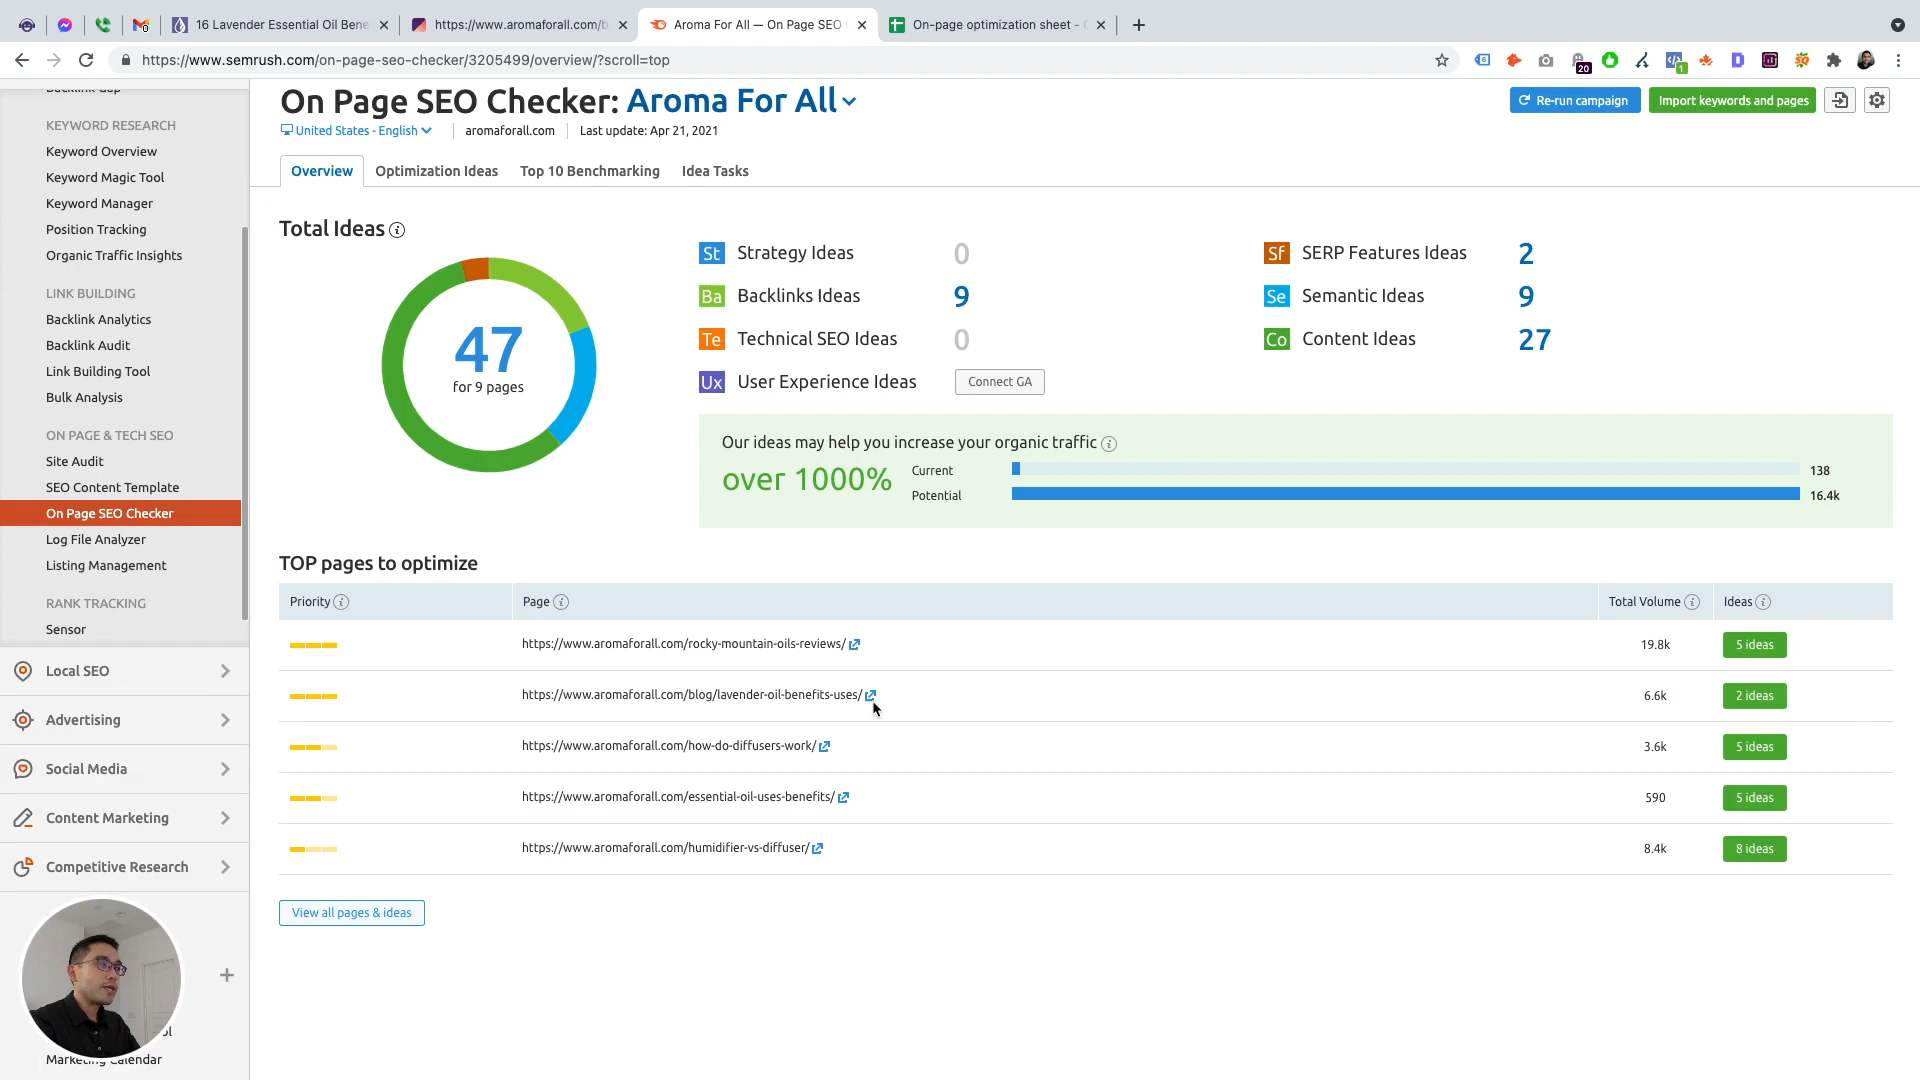 16 Lavender Essential Oil Bene
https://www.aromaforall.com/b
Aroma For All — On Page SEO
On-page optimization sheet -
https://www.semrush.com/on-page-seo-checker/3205499/overview/?scroll=top
20
1
Backlink Gap
KEYWORD RESEARCH
Keyword Overview
Keyword Magic Tool
Keyword Manager
Position Tracking
Organic Traffic Insights
LINK BUILDING
Backlink Analytics
Backlink Audit
Link Building Tool
Bulk Analysis
ON PAGE & TECH SEO
Site Audit
SEO Content Template
On Page SEO Checker
Log File Analyzer
Listing Management
RANK TRACKING
Sensor
Local SEO
Advertising
Social Media
Content Marketing
Competitive Research
Marketing Calendar
On Page SEO Checker: Aroma For All
Re-run campaign
Import keywords and pages
United States - English
aromaforall.com
Last update: Apr 21, 2021
Overview
Optimization Ideas
Top 10 Benchmarking
Idea Tasks
Total Ideas
47
for 9 pages
St Strategy Ideas 0
Ba Backlinks Ideas 9
Te Technical SEO Ideas 0
Ux User Experience Ideas Connect GA
Sf SERP Features Ideas 2
Se Semantic Ideas 9
Co Content Ideas 27
Our ideas may help you increase your organic traffic
over 1000%
Current 138
Potential 16.4k
TOP pages to optimize
Priority Page Total Volume Ideas
https://www.aromaforall.com/rocky-mountain-oils-reviews/ 19.8k 5 ideas
https://www.aromaforall.com/blog/lavender-oil-benefits-uses/ 6.6k 2 ideas
https://www.aromaforall.com/how-do-diffusers-work/ 3.6k 5 ideas
https://www.aromaforall.com/essential-oil-uses-benefits/ 590 5 ideas
https://www.aromaforall.com/humidifier-vs-diffuser/ 8.4k 8 ideas
View all pages & ideas